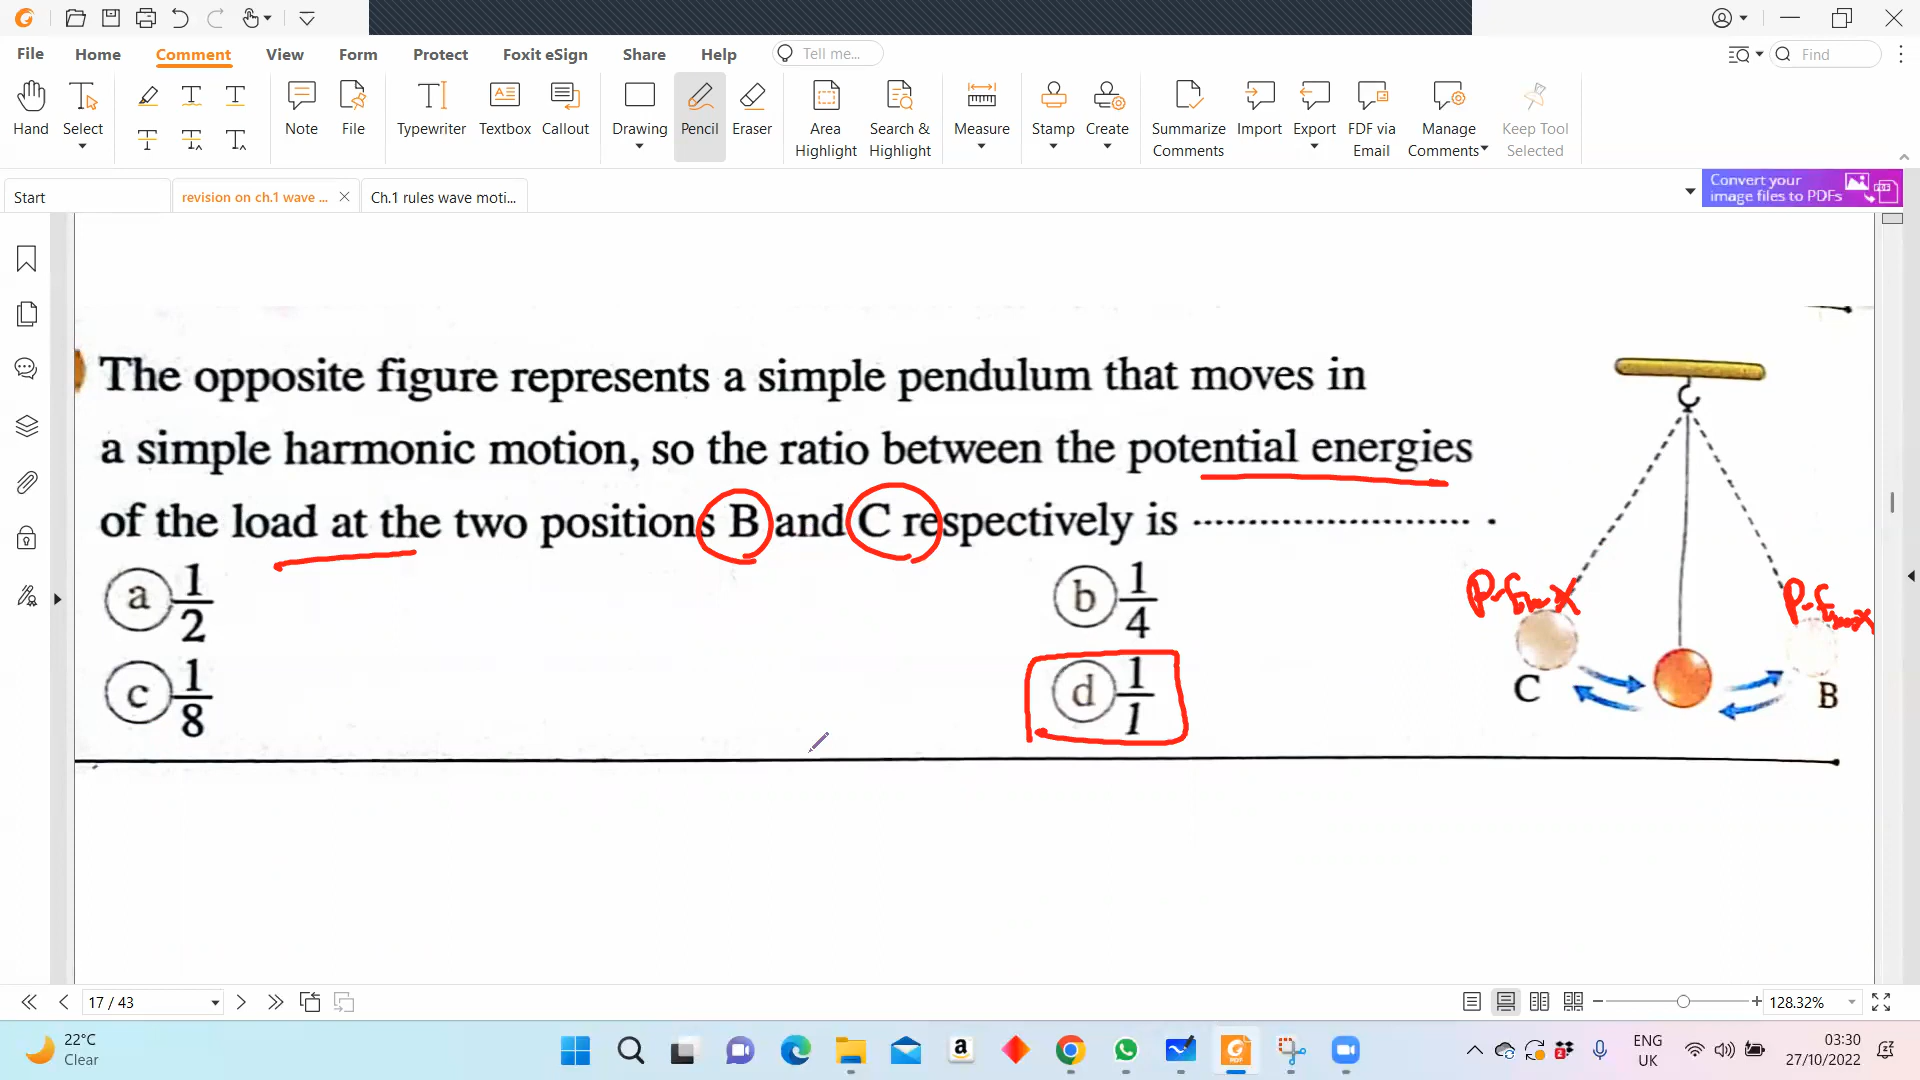 File Home Comment View Form Protect Foxit eSign Share Help Tell me... Find
Hand Select Note File Typewriter Textbox Callout Drawing Pencil Eraser Area Highlight Search & Highlight Measure Stamp Create Summarize Comments Import Export FDF via Email Manage Comments Keep Tool Selected
Start revision on ch.1 wave ... Ch.1 rules wave moti... Convert your image files to PDFs
The opposite figure represents a simple pendulum that moves in
a simple harmonic motion, so the ratio between the potential energies
of the load at the two positions B and C respectively is .............................. .
a 1/2
b 1/4
c 1/8
d 1/1
C
B
17 / 43
128.32%
22°C
Clear
ENG
UK
03:30
27/10/2022